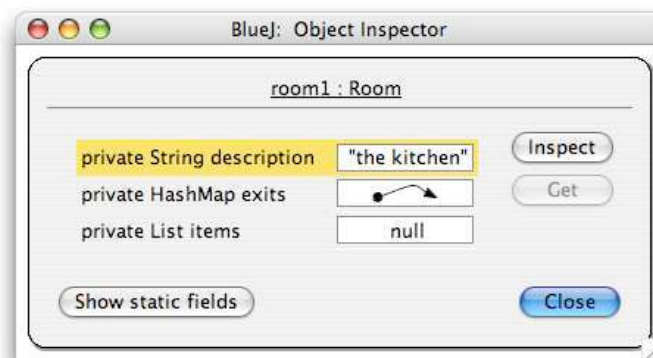 BlueJ: Object Inspector
room1 : Room
private String description "the kitchen" Inspect
private HashMap exits Get
private List items null
Show static fields Close